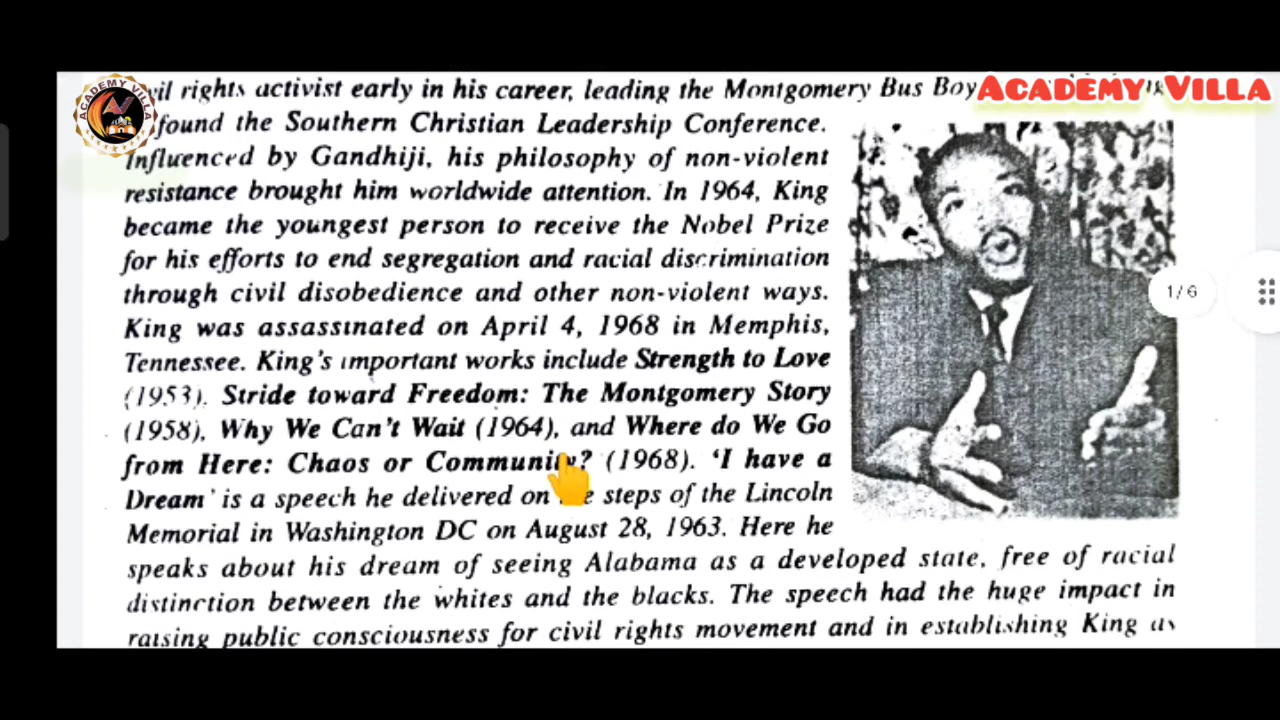 ACADEMY VILLA
ACADEMY VILLA
vil rights activist early in his career, leading the Montgomery Bus Boy
found the Southern Christian Leadership Conference.
Influenced by Gandhiji, his philosophy of non-violent
resistance brought him worldwide attention. In 1964, King
became the youngest person to receive the Nobel Prize
for his efforts to end segregation and racial discrimination
through civil disobedience and other non-violent ways.
1/6
King was assassinated on April 4, 1968 in Memphis,
Tennessee. King's important works include Strength to Love
(1953). Stride toward Freedom: The Montgomery Story
(1958), Why We Can't Wait (1964), and Where do We Go
from Here: Chaos or Community? (1968). 'I have a
Dream' is a speech he delivered on e steps of the Lincoln
Memorial in Washington DC on August 28, 1963. Here he
speaks about his dream of seeing Alabama as a developed state, free of racial
distinction between the whites and the blacks. The speech had the huge impact in
raising public consciousness for civil rights movement and in establishing King as